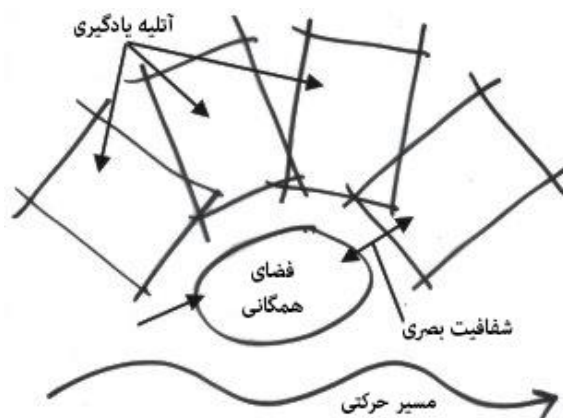 آتلیه یادگیری
فضای
همگانی
شفافیت بصری
مسیر حرکتی